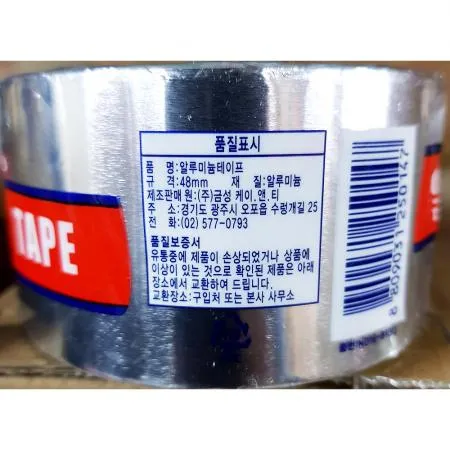 TAPE
품질표시
품 명:알루미늄테이프
규 격:48mm 재 질:알루미늄
제조판매원:(주)금성 케이.앤.티
주 소:경기도 광주시 오포읍 수렁개길 25
전 화:(02) 577-0793
품질보증서
유통중에 제품이 손상되었거나 상품에
이상이 있는 것으로 확인된 제품은 아래
장소에서 교환하여 드립니다.
교환장소:구입처 또는 본사 사무소
8 809031 250147